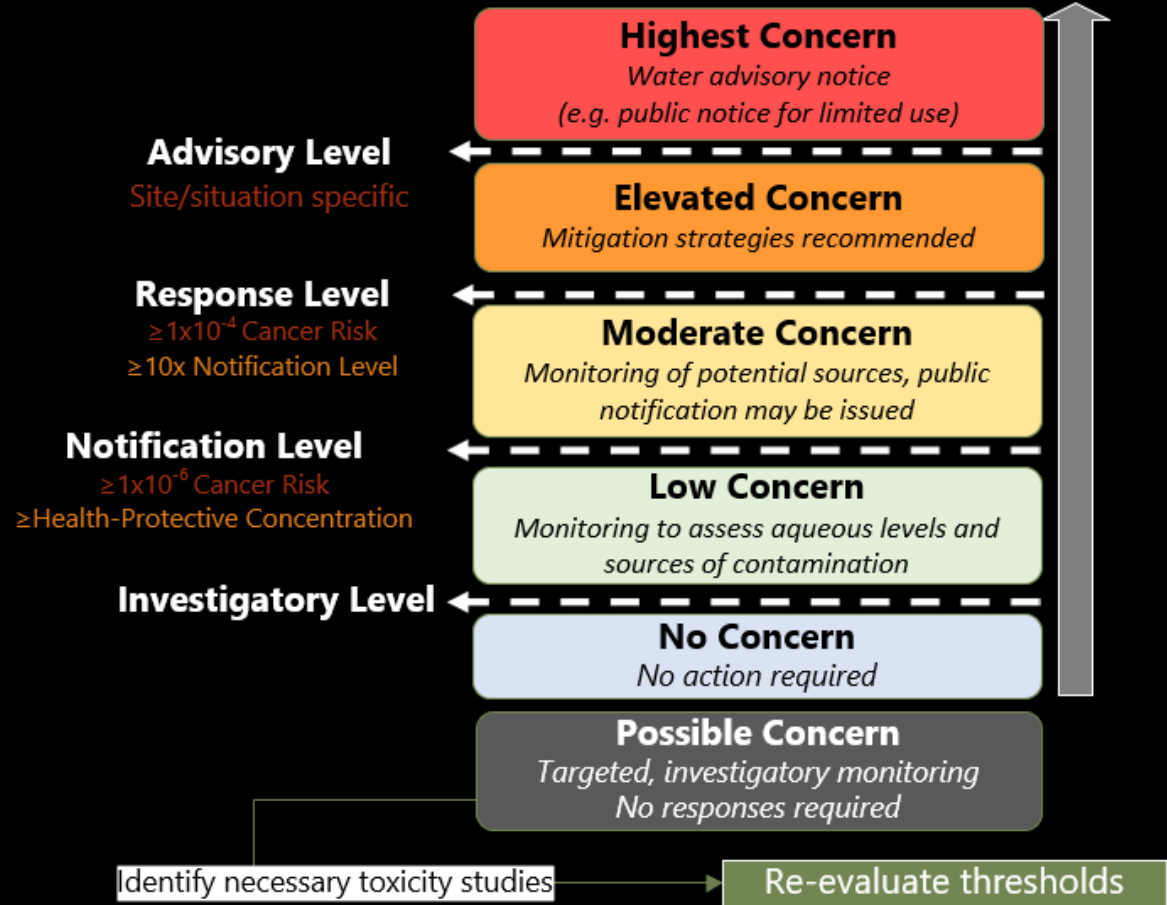 Highest Concern
Water advisory notice
(e.g. public notice for limited use)
Advisory Level
Site/situation specific
Elevated Concern
Mitigation strategies recommended
Response Level
≥1x10⁻⁴ Cancer Risk
≥10x Notification Level
Moderate Concern
Monitoring of potential sources, public
notification may be issued
Notification Level
≥1x10⁻⁶ Cancer Risk
≥Health-Protective Concentration
Low Concern
Monitoring to assess aqueous levels and
sources of contamination
Investigatory Level
No Concern
No action required
Possible Concern
Targeted, investigatory monitoring
No responses required
Identify necessary toxicity studies
Re-evaluate thresholds